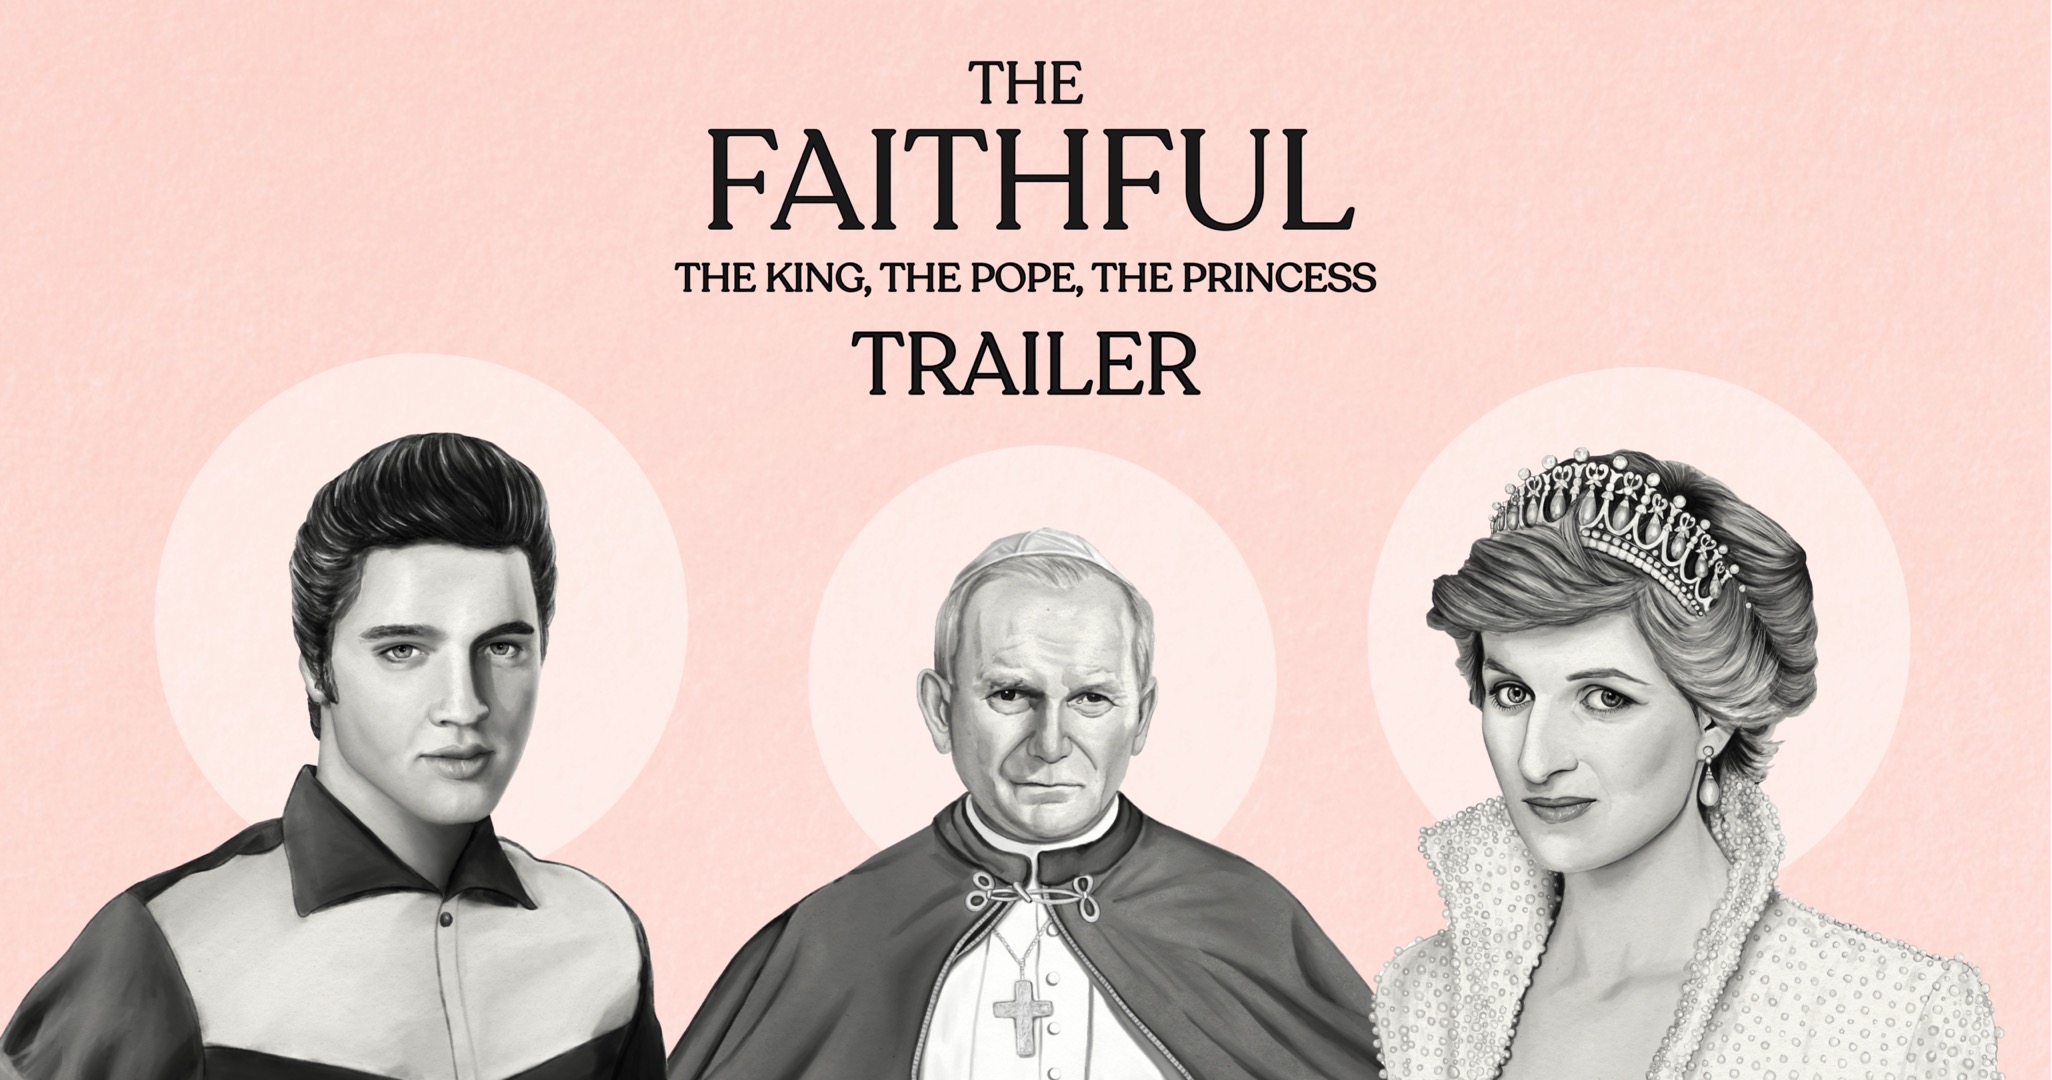 THE
FAITHFUL
THE KING, THE POPE, THE PRINCESS
TRAILER